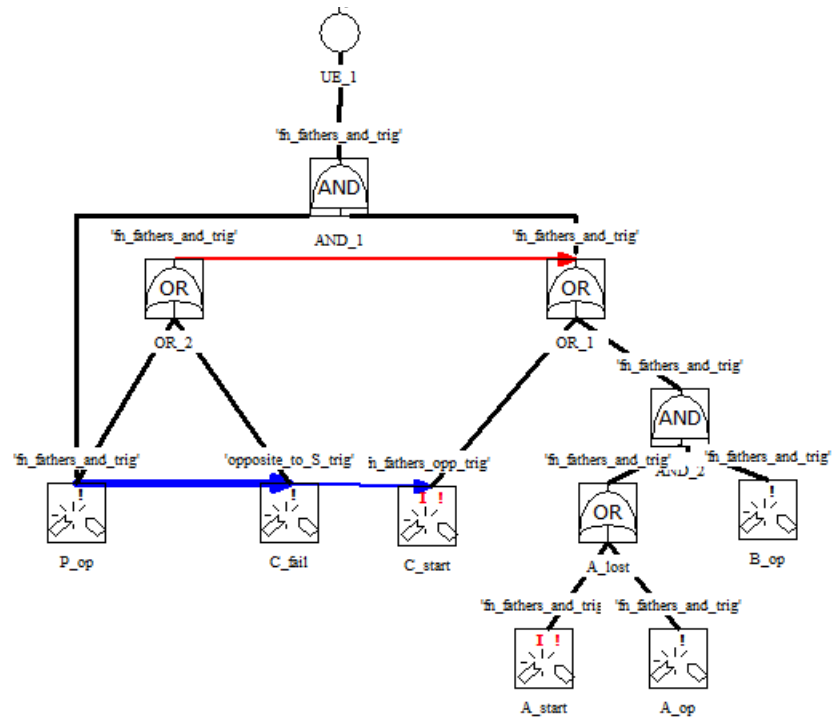 UE_1
'fn_fathers_and_trig'
AND
'fn_fathers_and_trig'
AND_1
'fn_fathers_and_trig'
OR
OR
OR_2
OR_1
'fn_fathers_and_trig'
AND
'fn_fathers_and_trig'
'opposite_to_S_trig'
fn_fathers_opp_trig'
'fn_fathers_and_trig'
AND_2
'fn_fathers_and_trig'
!
!
I !
OR
!
P_op
C_fail
C_start
A_lost
B_op
'fn_fathers_and_trig
'fn_fathers_and_trig'
I !
!
A_start
A_op